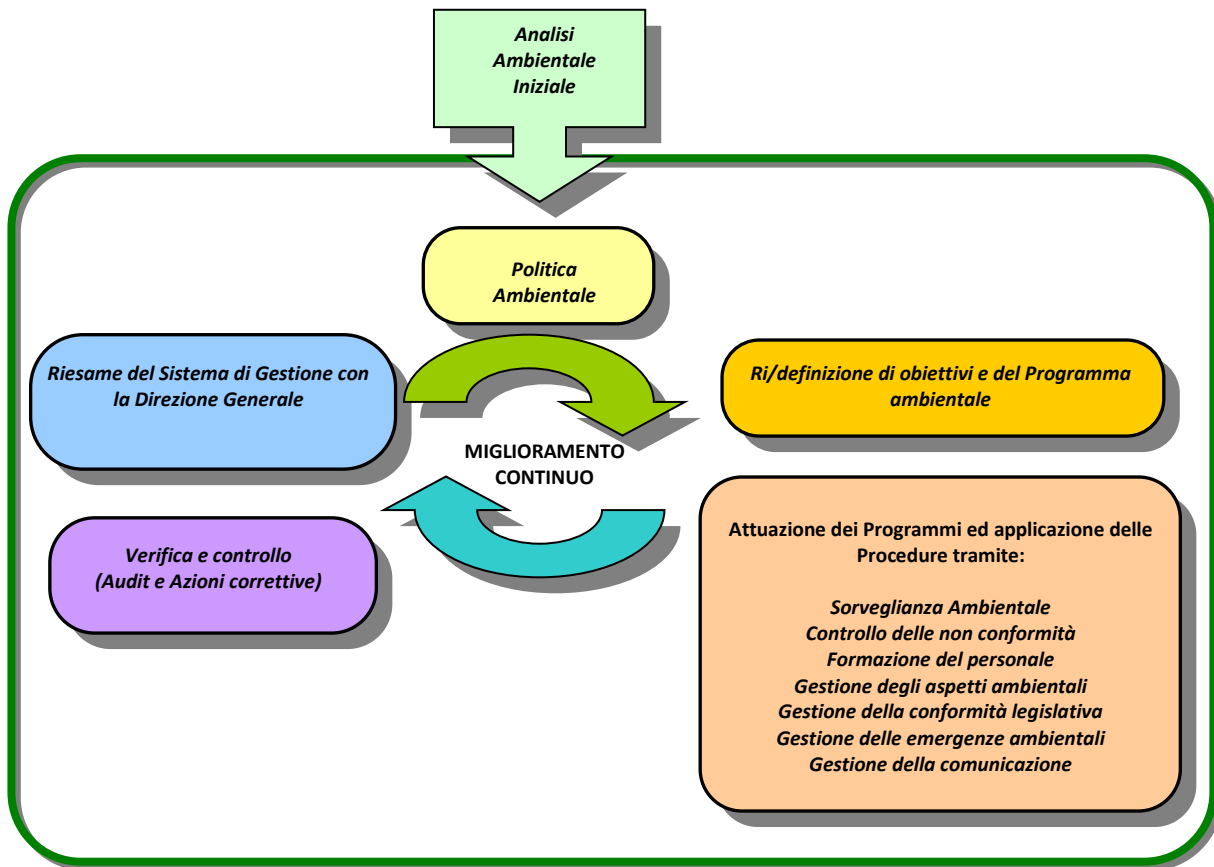 Analisi
Ambientale
Iniziale
Politica
Ambientale
Riesame del Sistema di Gestione con
la Direzione Generale
Ri/definizione di obiettivi e del Programma
ambientale
MIGLIORAMENTO
CONTINUO
Verifica e controllo
(Audit e Azioni correttive)
Attuazione dei Programmi ed applicazione delle
Procedure tramite:
Sorveglianza Ambientale
Controllo delle non conformità
Formazione del personale
Gestione degli aspetti ambientali
Gestione della conformità legislativa
Gestione delle emergenze ambientali
Gestione della comunicazione